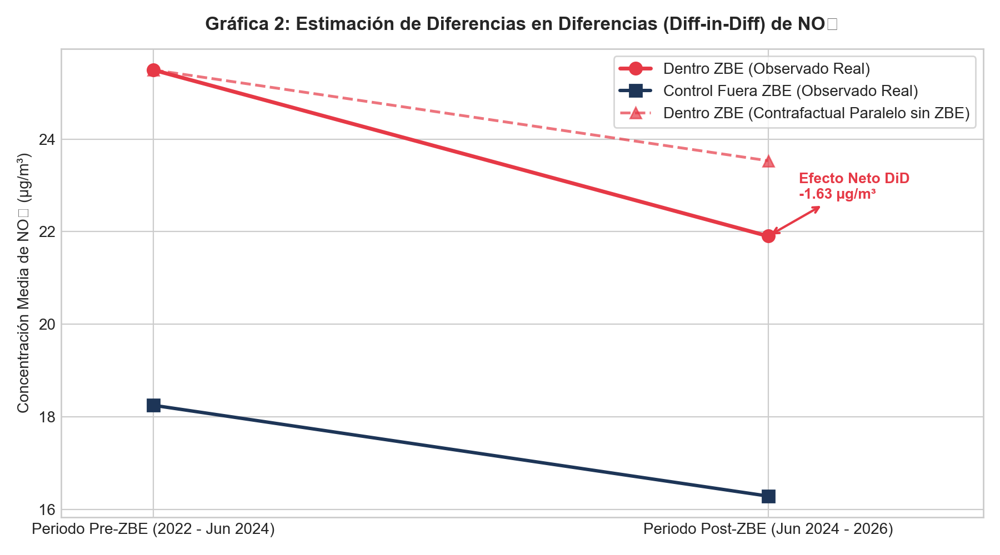 Gráfica 2: Estimación de Diferencias en Diferencias (Diff-in-Diff) de NO□
Dentro ZBE (Observado Real)
Control Fuera ZBE (Observado Real)
Dentro ZBE (Contrafactual Paralelo sin ZBE)
Concentración Media de NO□ (µg/m³)
24
22
20
18
16
Efecto Neto DiD
-1.63 µg/m³
Periodo Pre-ZBE (2022 - Jun 2024)
Periodo Post-ZBE (Jun 2024 - 2026)